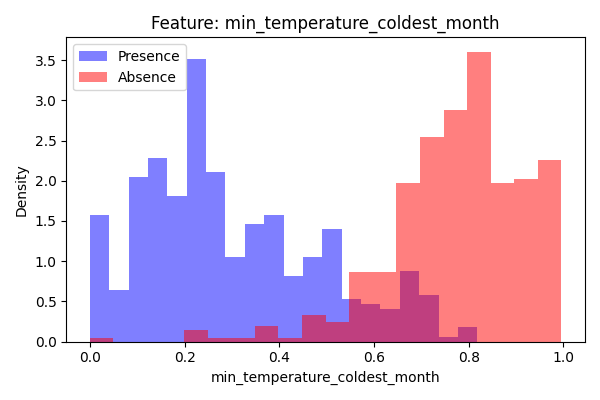 Feature: min_temperature_coldest_month
Presence
Absence
3.5
3.0
2.5
2.0
1.5
1.0
0.5
0.0
Density
0.0 0.2 0.4 0.6 0.8 1.0
min_temperature_coldest_month